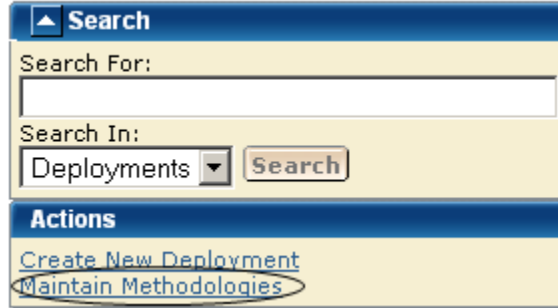 Search
Search For:
Search In:
Deployments Search
Actions
Create New Deployment
Maintain Methodologies